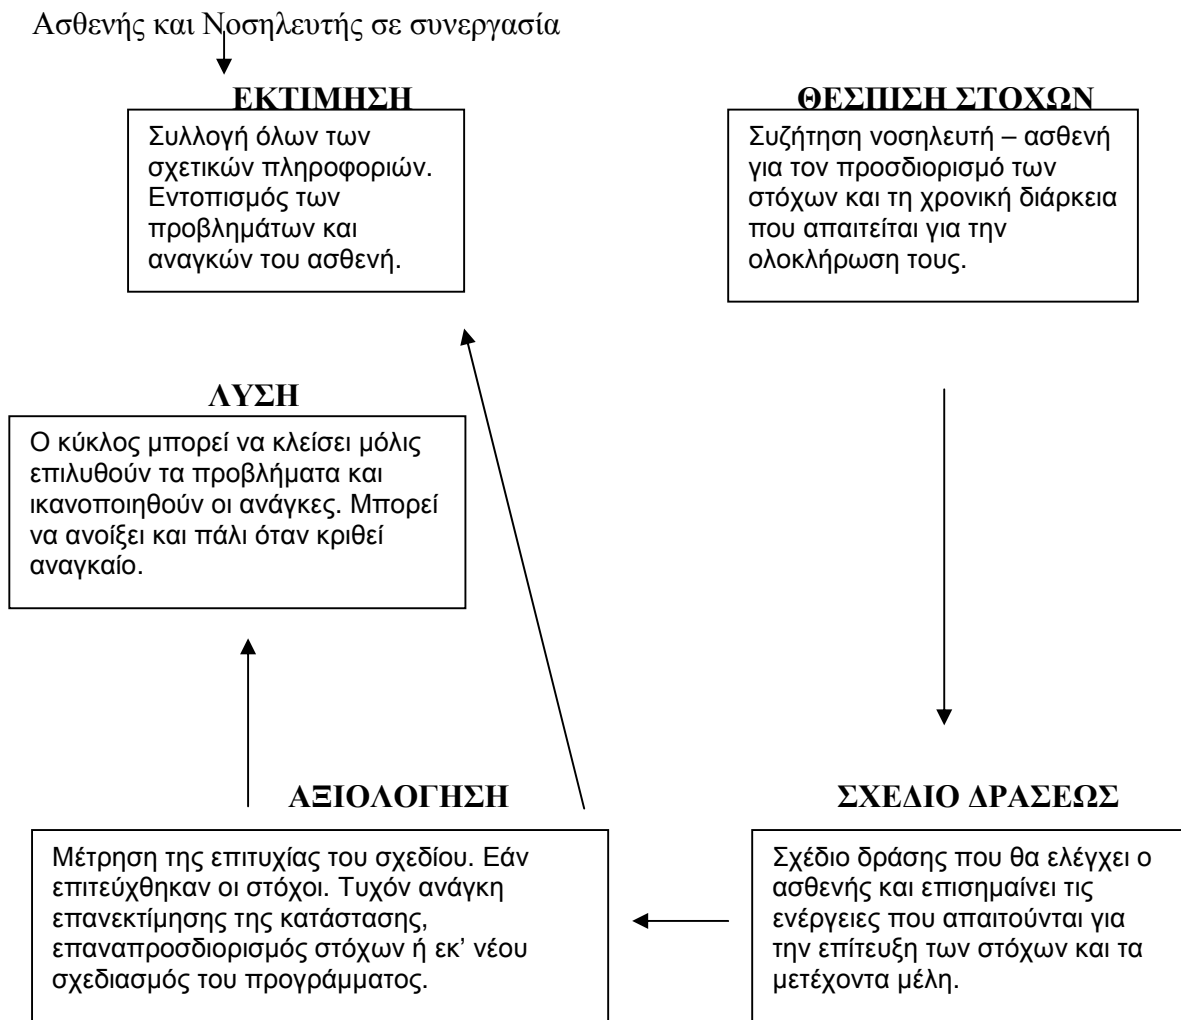 Ασθενής και Νοσηλευτής σε συνεργασία
ΕΚΤΙΜΗΣΗ
Συλλογή όλων των
σχετικών πληροφοριών.
Εντοπισμός των
προβλημάτων και
αναγκών του ασθενή.
ΘΕΣΠΙΣΗ ΣΤΟΧΩΝ
Συζήτηση νοσηλευτή – ασθενή
για τον προσδιορισμό των
στόχων και τη χρονική διάρκεια
που απαιτείται για την
ολοκλήρωση τους.
ΛΥΣΗ
Ο κύκλος μπορεί να κλείσει μόλις
επιλυθούν τα προβλήματα και
ικανοποιηθούν οι ανάγκες. Μπορεί
να ανοίξει και πάλι όταν κριθεί
αναγκαίο.
ΑΞΙΟΛΟΓΗΣΗ
Μέτρηση της επιτυχίας του σχεδίου. Εάν
επιτεύχθηκαν οι στόχοι. Τυχόν ανάγκη
επανεκτίμησης της κατάστασης,
επαναπροσδιορισμός στόχων ή εκ’ νέου
σχεδιασμός του προγράμματος.
ΣΧΕΔΙΟ ΔΡΑΣΕΩΣ
Σχέδιο δράσης που θα ελέγχει ο
ασθενής και επισημαίνει τις
ενέργειες που απαιτούνται για
την επίτευξη των στόχων και τα
μετέχοντα μέλη.